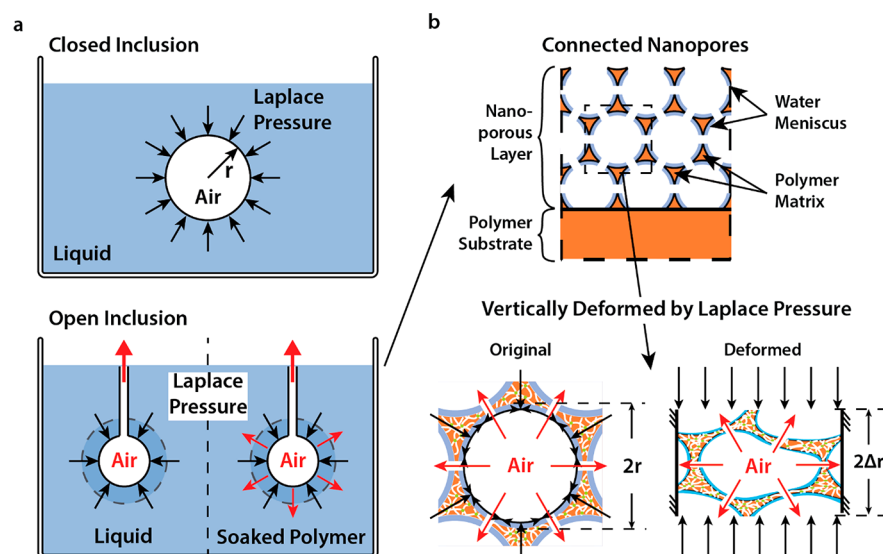 a
Closed Inclusion
Laplace
Pressure
r
Air
Liquid
Open Inclusion
Laplace
Pressure
Air
Air
Liquid
Soaked Polymer
b
Connected Nanopores
Nano-
porous
Layer
Water
Meniscus
Polymer
Matrix
Polymer
Substrate
Vertically Deformed by Laplace Pressure
Original
Deformed
Air
2r
Air
2Δr